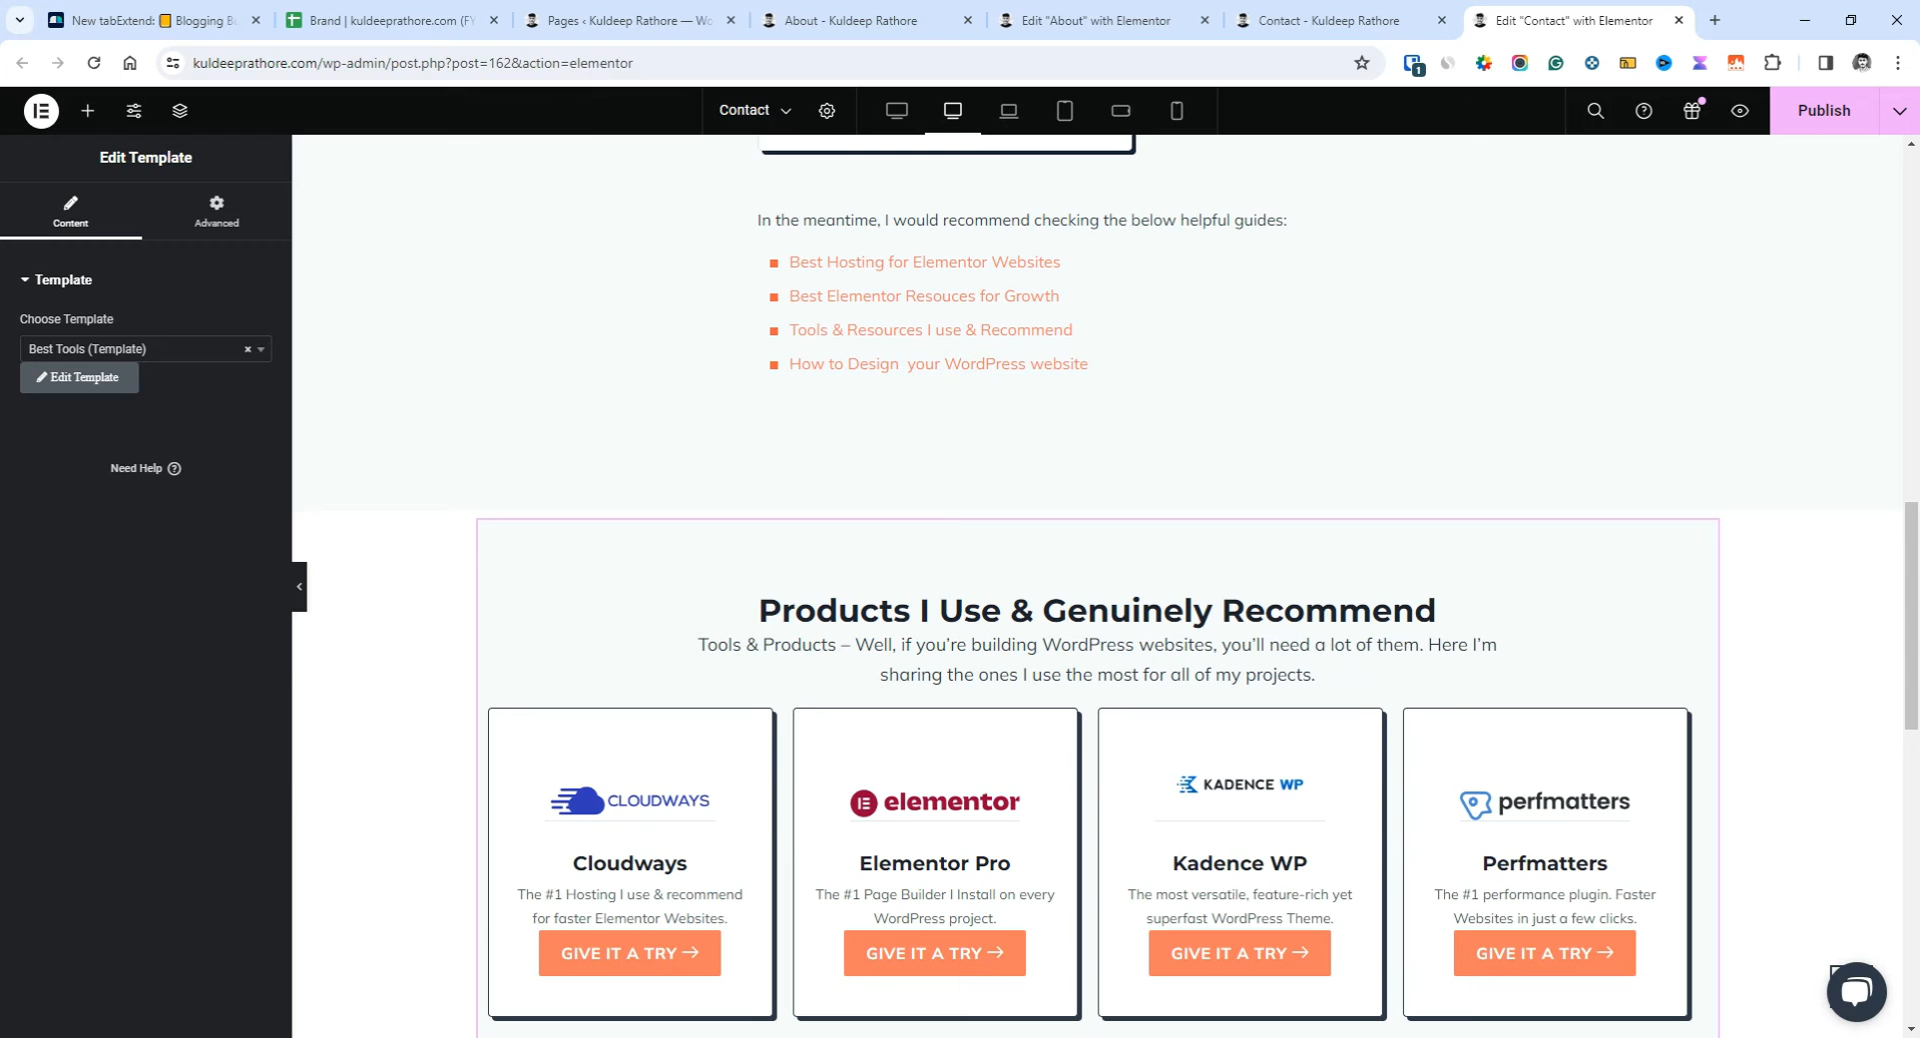 New tabExtend: Blogging Bu
Brand | kuldeeprathore.com (FY
Pages ‹ Kuldeep Rathore — Wo
About - Kuldeep Rathore
Edit "About" with Elementor
Contact - Kuldeep Rathore
Edit "Contact" with Elementor
kuldeeprathore.com/wp-admin/post.php?post=162&action=elementor
1
Contact
Publish
Edit Template
Content
Advanced
Template
Choose Template
Best Tools (Template)
Edit Template
Need Help
In the meantime, I would recommend checking the below helpful guides:
Best Hosting for Elementor Websites
Best Elementor Resouces for Growth
Tools & Resources I use & Recommend
How to Design your WordPress website
Products I Use & Genuinely Recommend
Tools & Products – Well, if you're building WordPress websites, you'll need a lot of them. Here I'm
sharing the ones I use the most for all of my projects.
CLOUDWAYS
Cloudways
The #1 Hosting I use & recommend
for faster Elementor Websites.
GIVE IT A TRY →
elementor
Elementor Pro
The #1 Page Builder I Install on every
WordPress project.
GIVE IT A TRY →
KADENCE WP
Kadence WP
The most versatile, feature-rich yet
superfast WordPress Theme.
GIVE IT A TRY →
perfmatters
Perfmatters
The #1 performance plugin. Faster
Websites in just a few clicks.
GIVE IT A TRY →